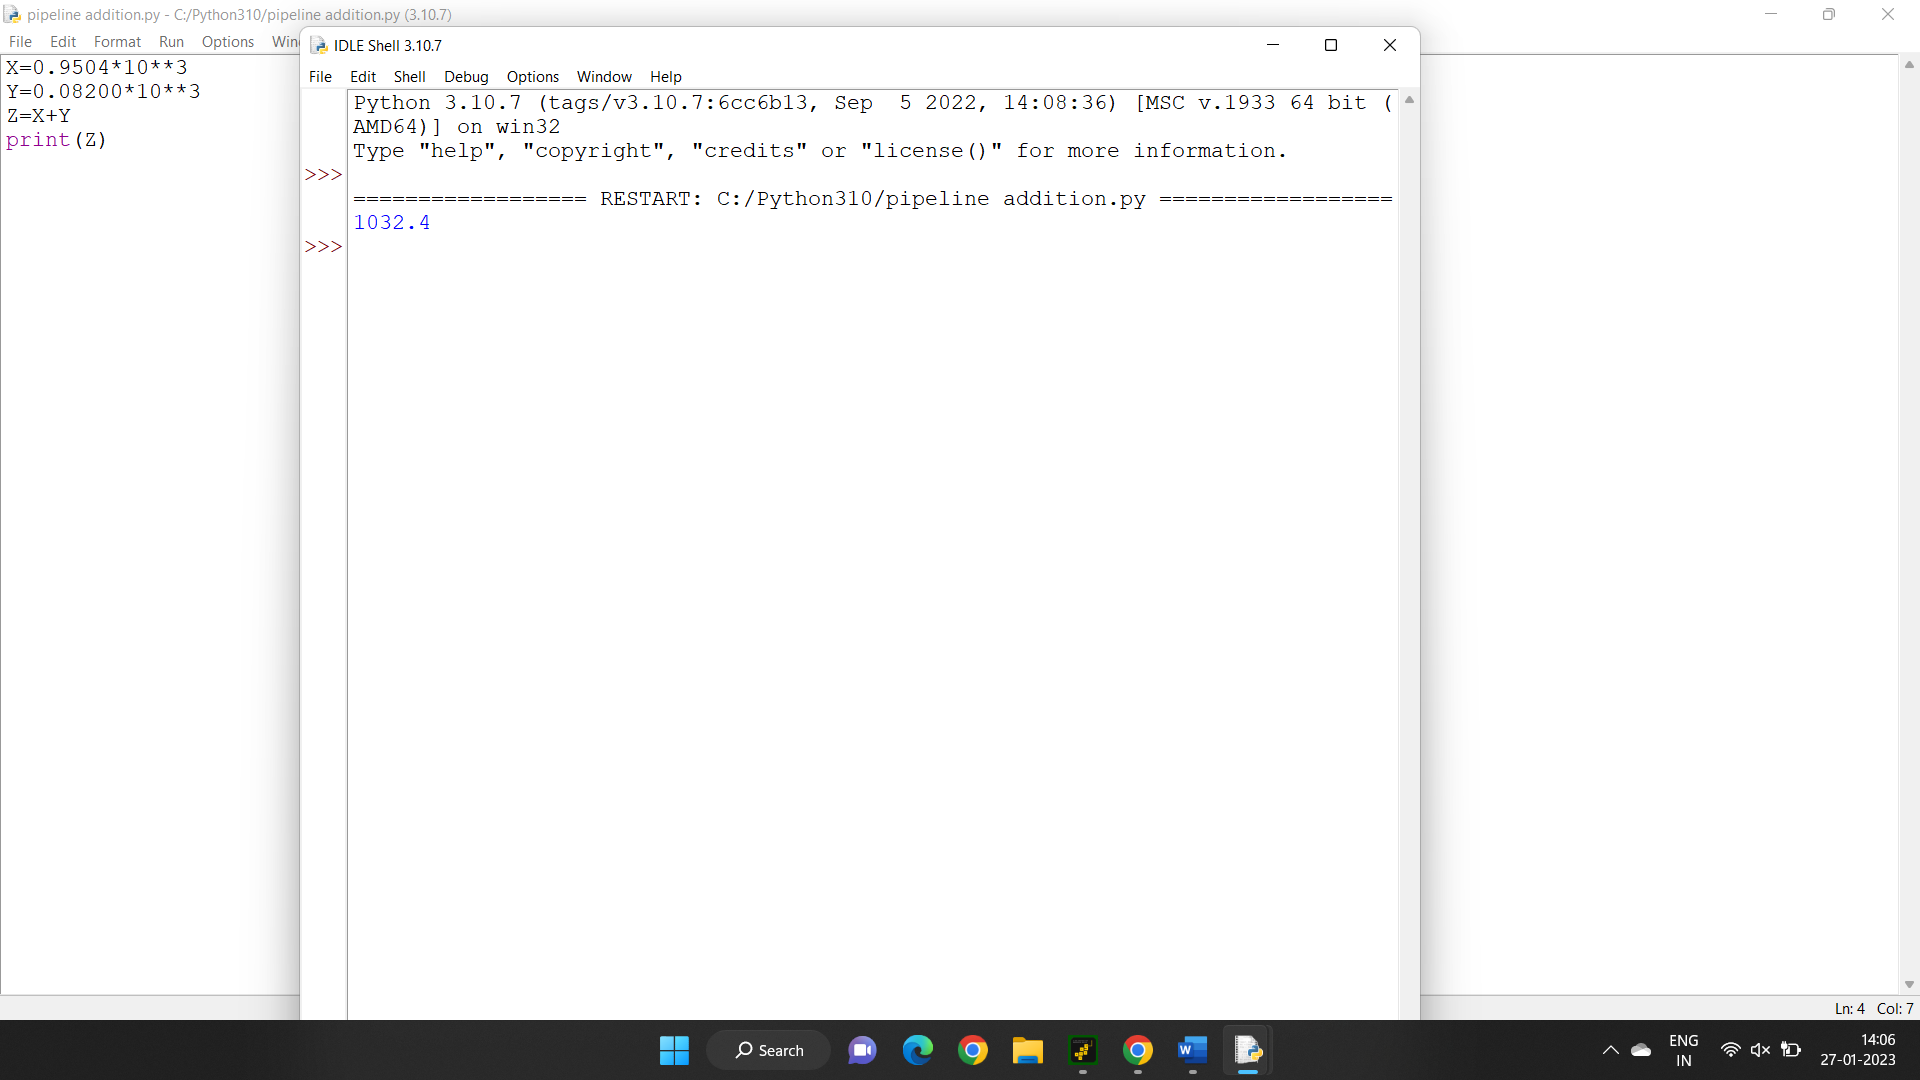 pipeline addition.py - C:/Python310/pipeline addition.py (3.10.7)
File Edit Format Run Options
X=0.9504*10**3
Y=0.08200*10**3
Z=X+Y
print(Z)
IDLE Shell 3.10.7
File Edit Shell Debug Options Window Help
Python 3.10.7 (tags/v3.10.7:6cc6b13, Sep  5 2022, 14:08:36) [MSC v.1933 64 bit (
AMD64)] on win32
Type "help", "copyright", "credits" or "license()" for more information.
>>>
================== RESTART: C:/Python310/pipeline addition.py ==================
1032.4
>>>
Ln: 4 Col: 7
Search
ENG
IN
14:06
27-01-2023